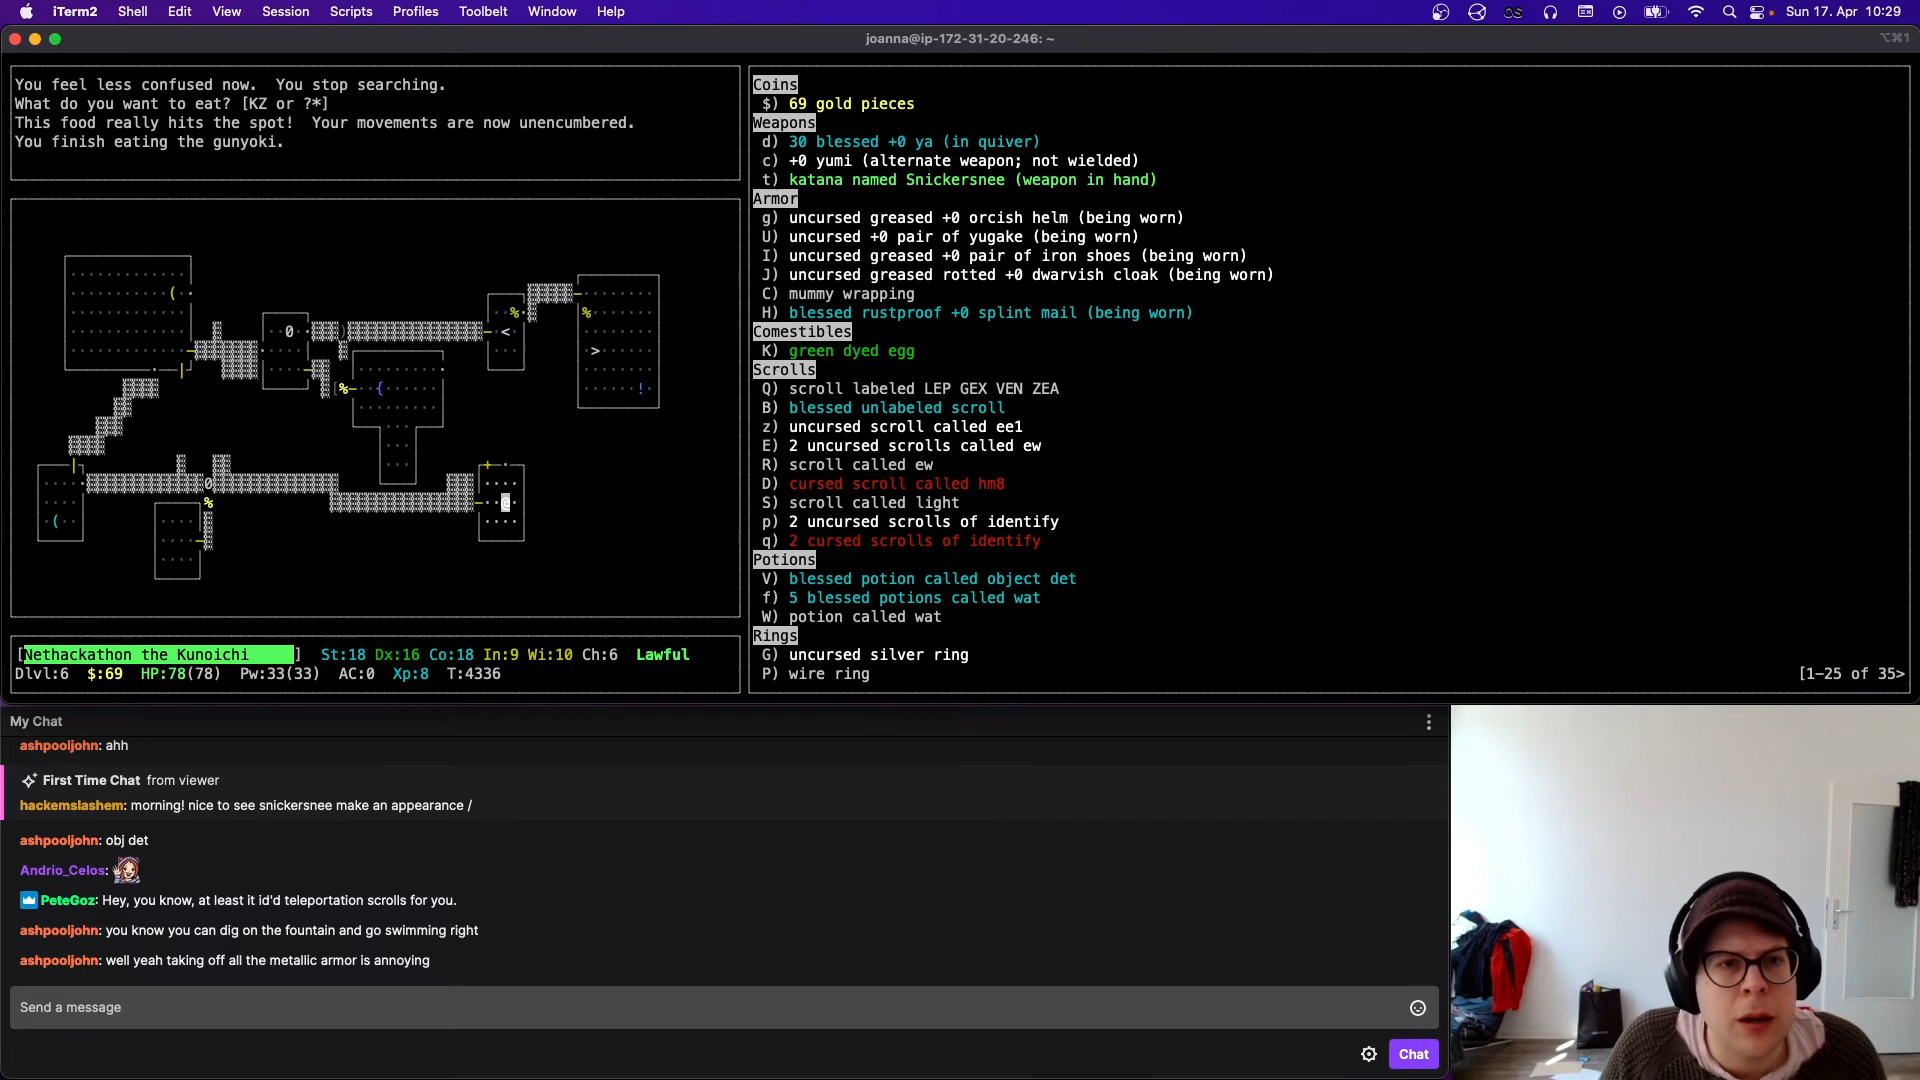 iTerm2 Shell Edit View Session Scripts Profiles Toolbelt Window Help Sun 17. Apr 10:29
joanna@ip-172-31-20-246: ~ ⌥⌘1
You feel less confused now.  You stop searching.
What do you want to eat? [KZ or ?*]
This food really hits the spot!  Your movements are now unencumbered.
You finish eating the gunyoki.
[Nethackathon the Kunoichi     ]  St:18 Dx:16 Co:18 In:9 Wi:10 Ch:6  Lawful
Dlvl:6  $:69  HP:78(78)  Pw:33(33)  AC:0  Xp:8  T:4336
Coins
$) 69 gold pieces
Weapons
d) 30 blessed +0 ya (in quiver)
c) +0 yumi (alternate weapon; not wielded)
t) katana named Snickersnee (weapon in hand)
Armor
g) uncursed greased +0 orcish helm (being worn)
U) uncursed +0 pair of yugake (being worn)
I) uncursed greased +0 pair of iron shoes (being worn)
J) uncursed greased rotted +0 dwarvish cloak (being worn)
C) mummy wrapping
H) blessed rustproof +0 splint mail (being worn)
Comestibles
K) green dyed egg
Scrolls
Q) scroll labeled LEP GEX VEN ZEA
B) blessed unlabeled scroll
z) uncursed scroll called ee1
E) 2 uncursed scrolls called ew
R) scroll called ew
D) cursed scroll called hm8
S) scroll called light
p) 2 uncursed scrolls of identify
q) 2 cursed scrolls of identify
Potions
V) blessed potion called object det
f) 5 blessed potions called wat
W) potion called wat
Rings
G) uncursed silver ring
P) wire ring
[1-25 of 35>
My Chat
ashpooljohn: ahh
First Time Chat from viewer
hackemslashem: morning! nice to see snickersnee make an appearance /
ashpooljohn: obj det
Andrio_Celos:
PeteGoz: Hey, you know, at least it id'd teleportation scrolls for you.
ashpooljohn: you know you can dig on the fountain and go swimming right
ashpooljohn: well yeah taking off all the metallic armor is annoying
Send a message
Chat